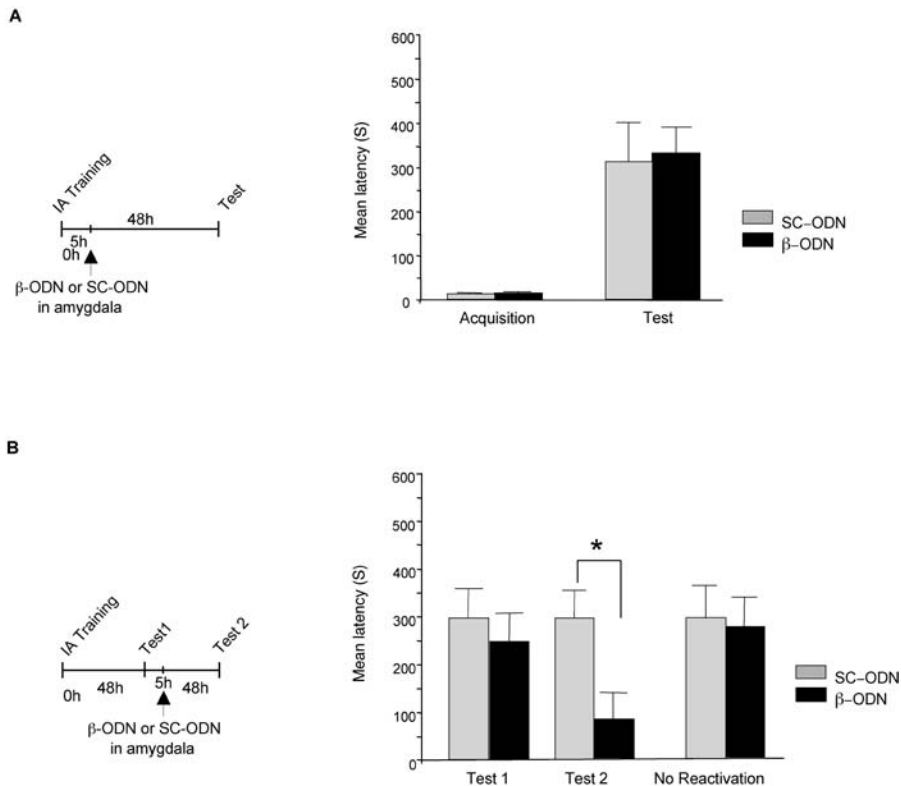 A
IA Training
Test
48h
5h
0h
β-ODN or SC-ODN
in amygdala
Mean latency (S)
600
500
400
300
200
100
0
Acquisition
Test
SC-ODN
β-ODN
B
IA Training
Test1
Test 2
0h
48h
5h
48h
β-ODN or SC-ODN
in amygdala
Mean latency (S)
600
500
400
300
200
100
0
*
Test 1
Test 2
No Reactivation
SC-ODN
β-ODN